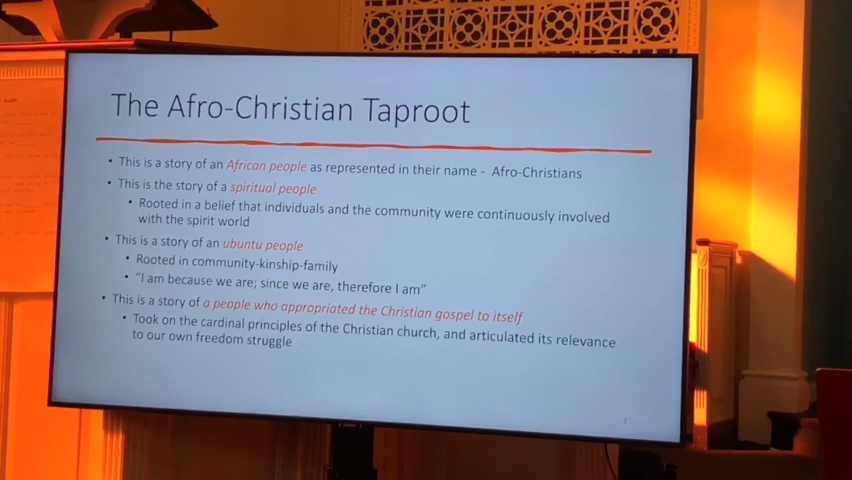 The Afro-Christian Taproot
• This is a story of an African people as represented in their name - Afro-Christians
• This is the story of a spiritual people
• Rooted in a belief that individuals and the community were continuously involved
with the spirit world
• This is a story of an ubuntu people
• Rooted in community-kinship-family
• "I am because we are; since we are, therefore I am"
• This is a story of a people who appropriated the Christian gospel to itself
• Took on the cardinal principles of the Christian church, and articulated its relevance
to our own freedom struggle
2